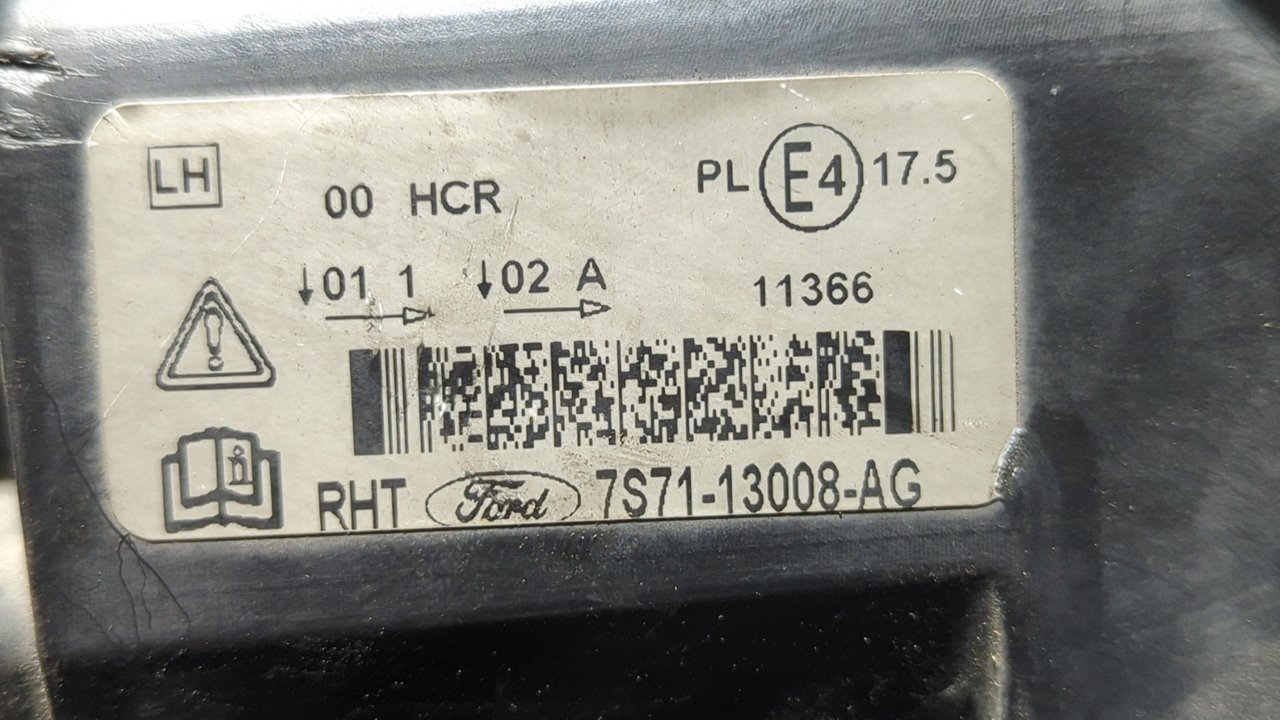 LH
00 HCR
PL E4 17.5
↓01 1 ↓02 A
11366
RHT Ford 7S71-13008-AG